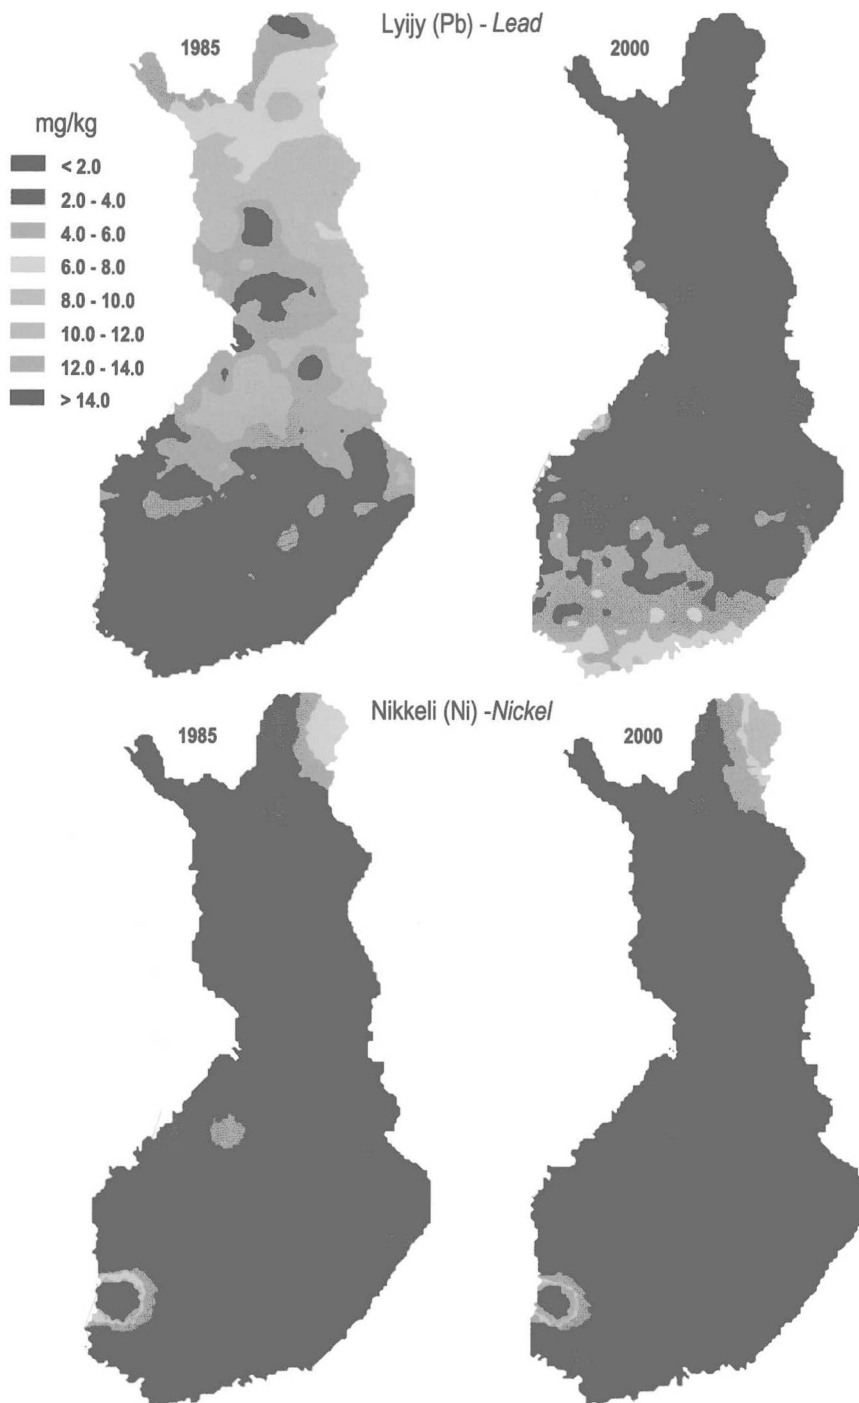 Lyijy (Pb) - Lead
1985
2000
mg/kg
< 2.0
2.0 - 4.0
4.0 - 6.0
6.0 - 8.0
8.0 - 10.0
10.0 - 12.0
12.0 - 14.0
> 14.0
Nikkeli (Ni) -Nickel
1985
2000